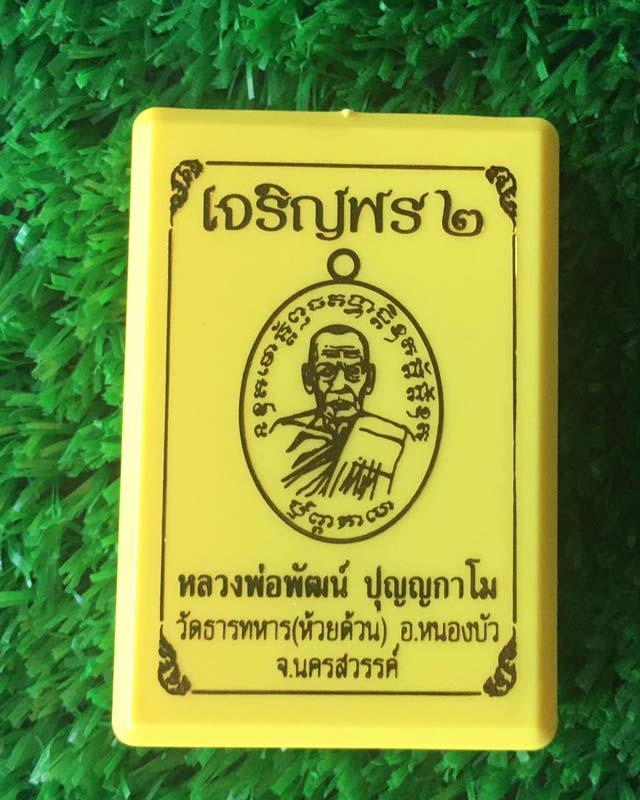 เจริญพร ๒
หลวงพ่อพัฒน์ ปุญญกาโม
วัดธารทหาร(ห้วยด้วน) อ.หนองบัว
จ.นครสวรรค์